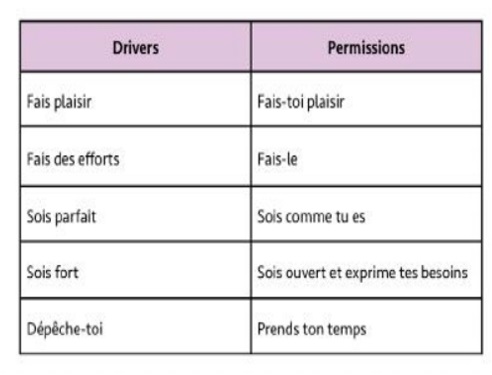 Drivers Permissions
Fais plaisir Fais-toi plaisir
Fais des efforts Fais-le
Sois parfait Sois comme tu es
Sois fort Sois ouvert et exprime tes besoins
Dépêche-toi Prends ton temps